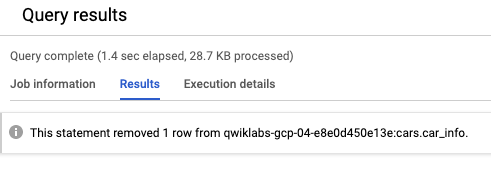 Query results
Query complete (1.4 sec elapsed, 28.7 KB processed)
Job information Results Execution details
This statement removed 1 row from qwiklabs-gcp-04-e8e0d450e13e:cars.car_info.